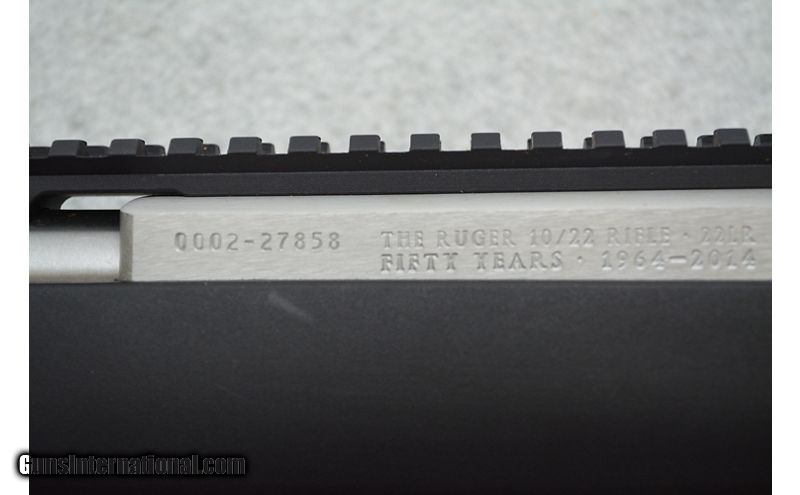 0002-27858 THE RUGER 10/22 RIFLE · 22LR
FIFTY YEARS · 1964-2014
GunsInternational.com